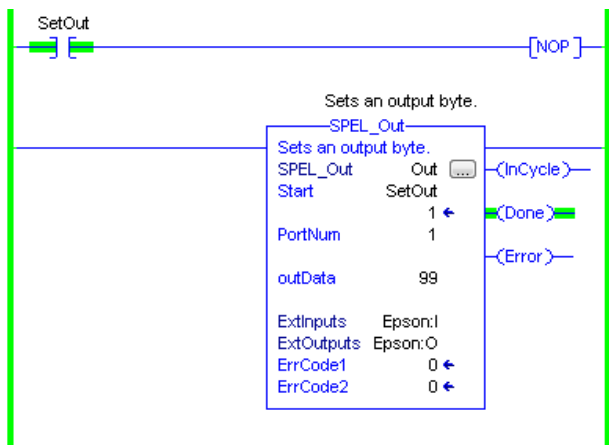 SetOut
NOP
Sets an output byte.
SPEL_Out
Sets an output byte.
SPEL_Out Out ...
InCycle
Start SetOut
1
Done
PortNum 1
Error
outData 99
ExtInputs Epson:I
ExtOutputs Epson:O
ErrCode1 0
ErrCode2 0